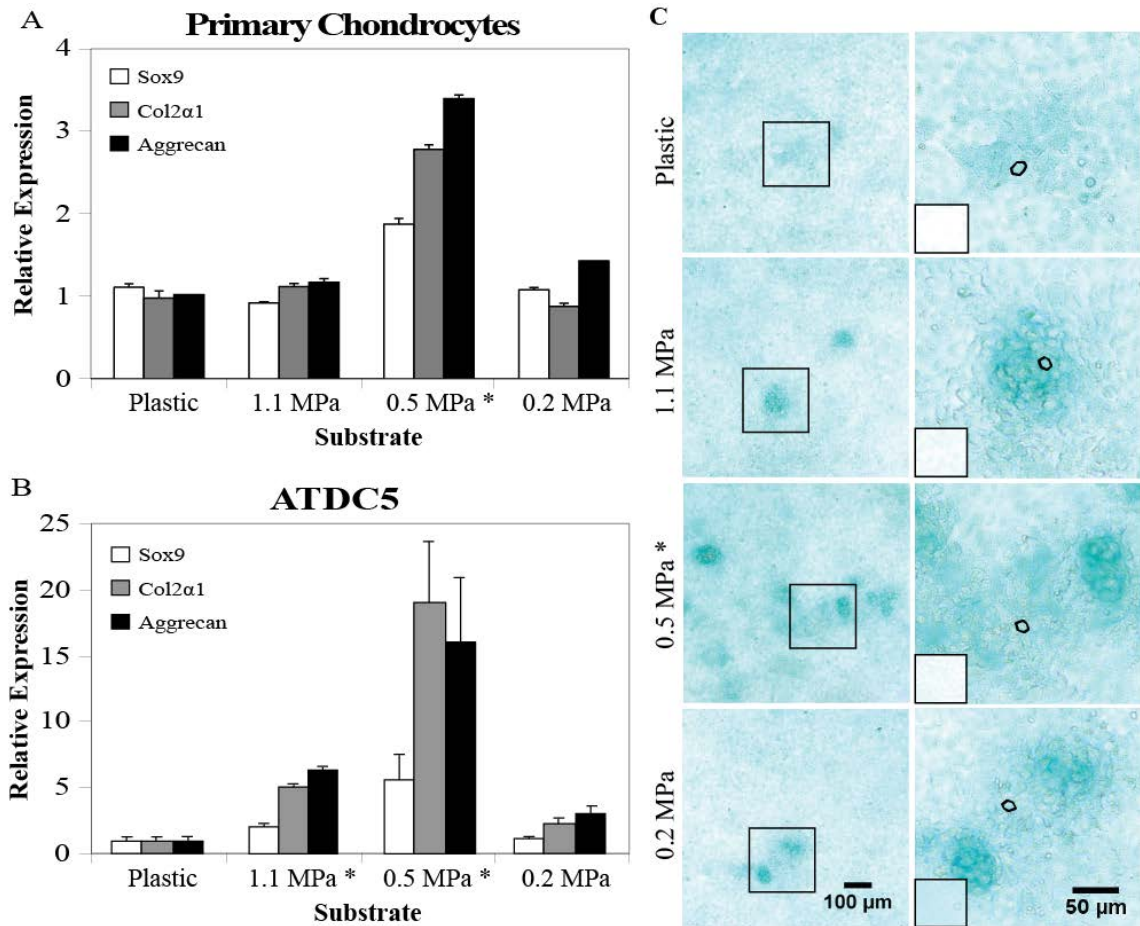 A
Primary Chondrocytes
4
3
2
1
0
Relative Expression
Sox9
Col2α1
Aggrecan
Plastic 1.1 MPa 0.5 MPa * 0.2 MPa
Substrate
B
ATDC5
25
20
15
10
5
0
Relative Expression
Sox9
Col2α1
Aggrecan
Plastic 1.1 MPa * 0.5 MPa * 0.2 MPa
Substrate
C
Plastic
1.1 MPa
0.5 MPa *
0.2 MPa
100 µm
50 µm